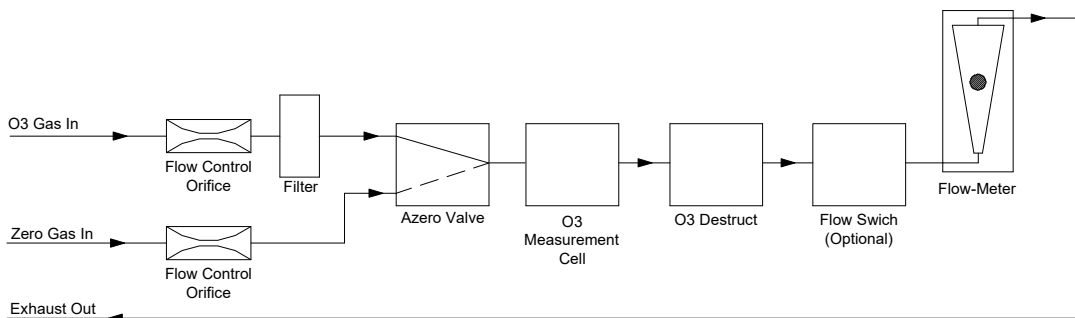 O3 Gas In
Flow Control
Orifice
Filter
Zero Gas In
Flow Control
Orifice
Azero Valve
O3
Measurement
Cell
O3 Destruct
Flow Swich
(Optional)
Flow-Meter
Exhaust Out